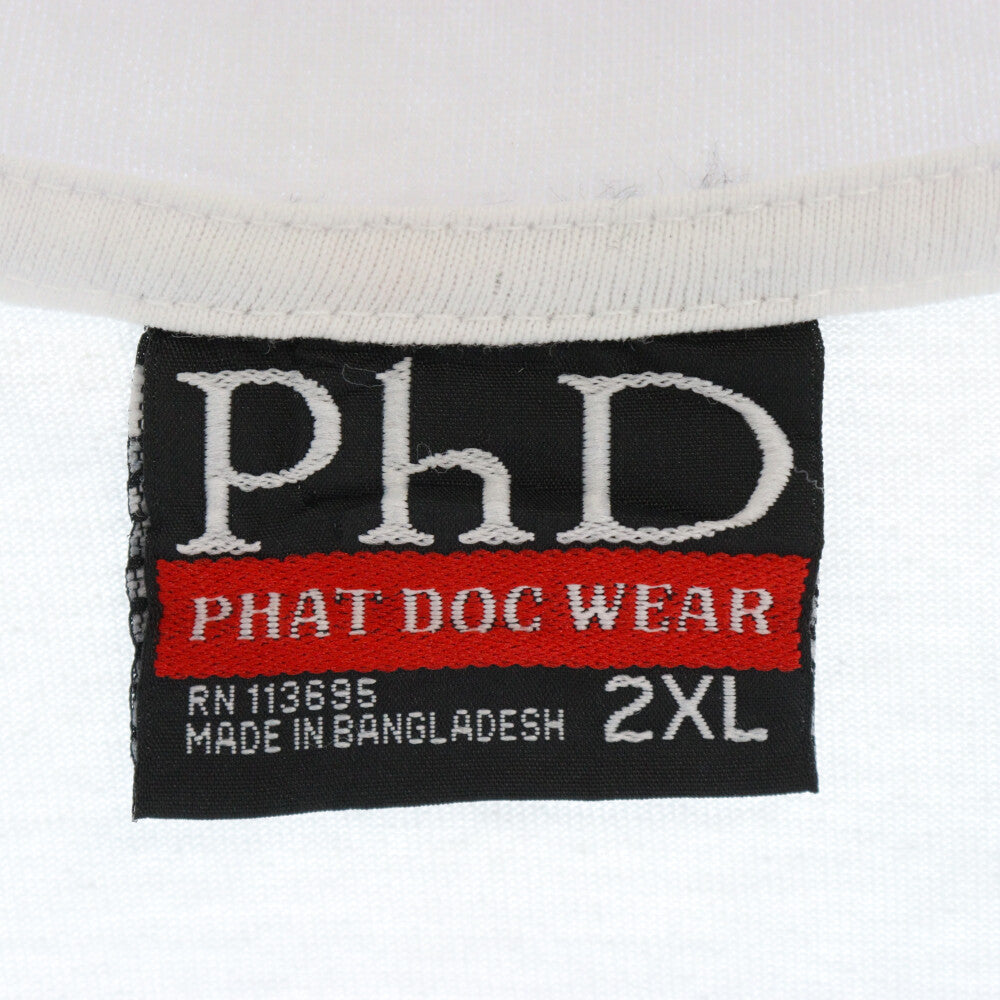 PhD
PHAT DOC WEAR
RN 113695
MADE IN BANGLADESH
2XL